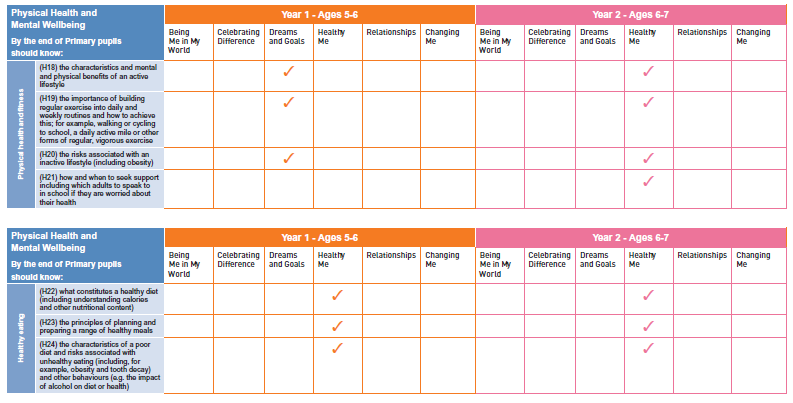 Physical Health and
Mental Wellbeing
By the end of Primary pupils
should know:
Year 1 - Ages 5-6
Year 2 - Ages 6-7
Being
Me in My
World
Celebrating
Difference
Dreams
and Goals
Healthy
Me
Relationships
Changing
Me
Being
Me in My
World
Celebrating
Difference
Dreams
and Goals
Healthy
Me
Relationships
Changing
Me
Physical health and fitness
(H18) the characteristics and mental
and physical benefits of an active
lifestyle
✓ ✓
(H19) the importance of building
regular exercise into daily and
weekly routines and how to achieve
this; for example, walking or cycling
to school, a daily active mile or other
forms of regular, vigorous exercise
✓ ✓
(H20) the risks associated with an
inactive lifestyle (including obesity)
✓ ✓
(H21) how and when to seek support
including which adults to speak to
in school if they are worried about
their health
✓
Physical Health and
Mental Wellbeing
By the end of Primary pupils
should know:
Year 1 - Ages 5-6
Year 2 - Ages 6-7
Being
Me in My
World
Celebrating
Difference
Dreams
and Goals
Healthy
Me
Relationships
Changing
Me
Being
Me in My
World
Celebrating
Difference
Dreams
and Goals
Healthy
Me
Relationships
Changing
Me
Healthy eating
(H22) what constitutes a healthy diet
(including understanding calories
and other nutritional content)
✓ ✓
(H23) the principles of planning and
preparing a range of healthy meals
✓ ✓
(H24) the characteristics of a poor
diet and risks associated with
unhealthy eating (including, for
example, obesity and tooth decay)
and other behaviours (e.g. the impact
of alcohol on diet or health)
✓ ✓